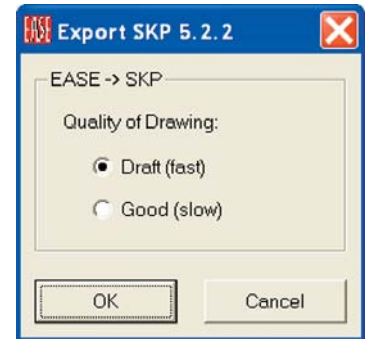 EASE Export SKP 5.2.2
EASE -> SKP
Quality of Drawing:
Draft (fast)
Good (slow)
OK Cancel